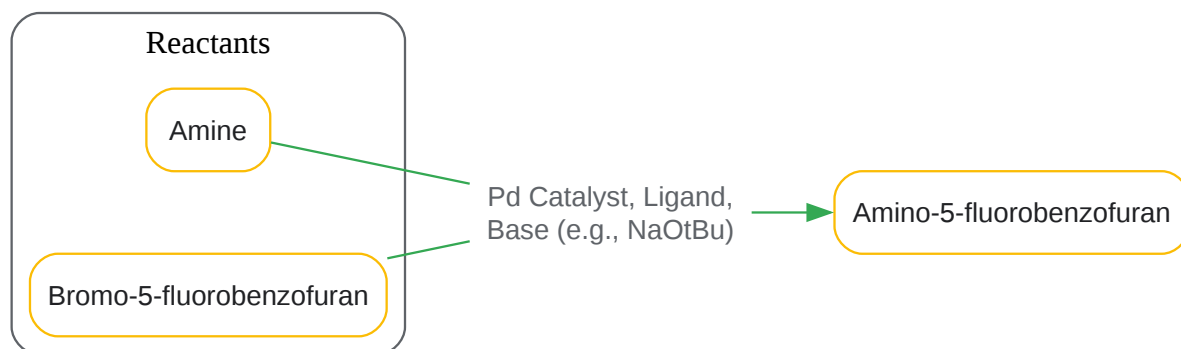 Reactants
Amine
Bromo-5-fluorobenzofuran
Pd Catalyst, Ligand,
Base (e.g., NaOtBu)
Amino-5-fluorobenzofuran